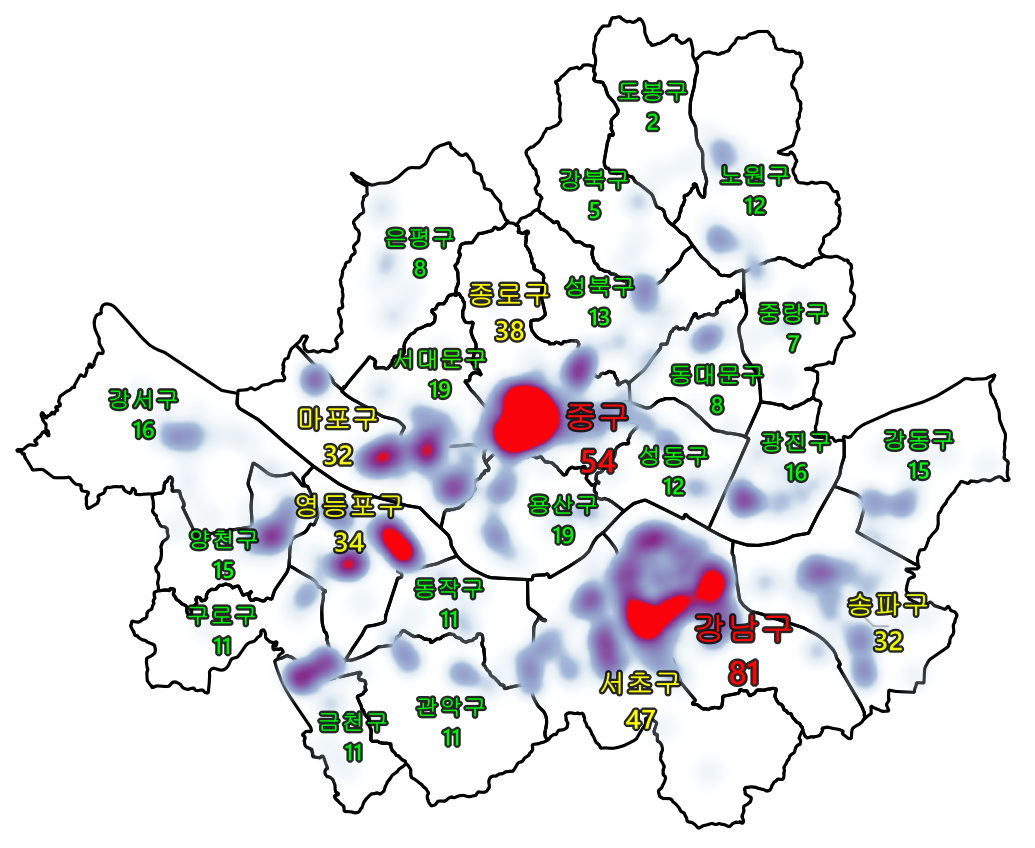 도봉구
2
노원구
12
강북구
5
은평구
8
종로구
38
성북구
13
중랑구
7
서대문구
19
동대문구
8
강서구
16
마포구
32
중구
54
성동구
12
광진구
16
강동구
15
영등포구
34
용산구
19
양천구
15
동작구
11
구로구
11
송파구
32
강남구
81
서초구
47
관악구
11
금천구
11